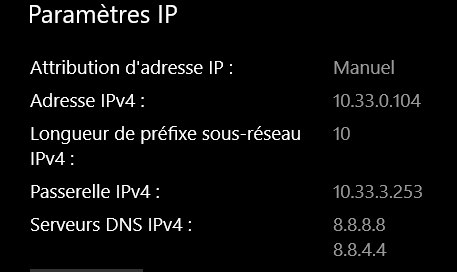 Paramètres IP
Attribution d'adresse IP : Manuel
Adresse IPv4 : 10.33.0.104
Longueur de préfixe sous-réseau 10
IPv4 :
Passerelle IPv4 : 10.33.3.253
Serveurs DNS IPv4 : 8.8.8.8
8.8.4.4